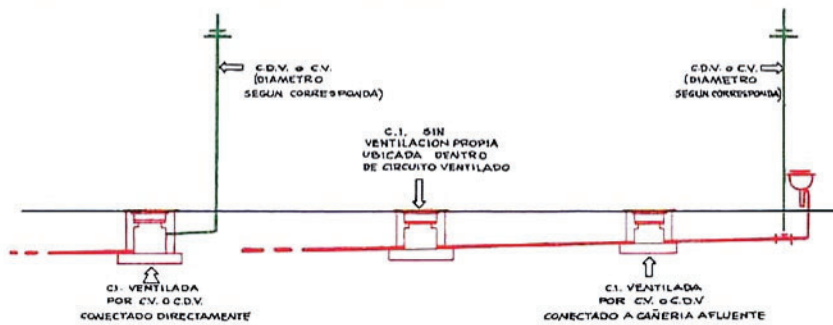 C.D.V. o C.V.
(DIAMETRO
SEGUN CORRESPONDA)
C.D.V. o C.V.
(DIAMETRO
SEGUN CORRESPONDA)
C.I. SIN
VENTILACION PROPIA
UBICADA DENTRO
DE CIRCUITO VENTILADO
C.I. VENTILADA
POR C.V. O C.D.V.
CONECTADO DIRECTAMENTE
C.I. VENTILADA
POR C.V. o C.D.V
CONECTADO A CAÑERIA AFLUENTE